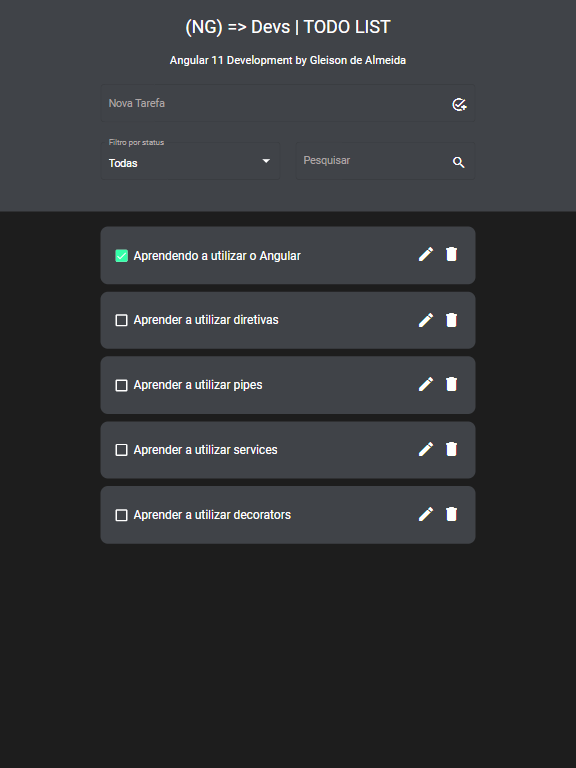 (NG) => Devs | TODO LIST
Angular 11 Development by Gleison de Almeida
Nova Tarefa
Filtro por status
Todas
Pesquisar
Aprendendo a utilizar o Angular
Aprender a utilizar diretivas
Aprender a utilizar pipes
Aprender a utilizar services
Aprender a utilizar decorators